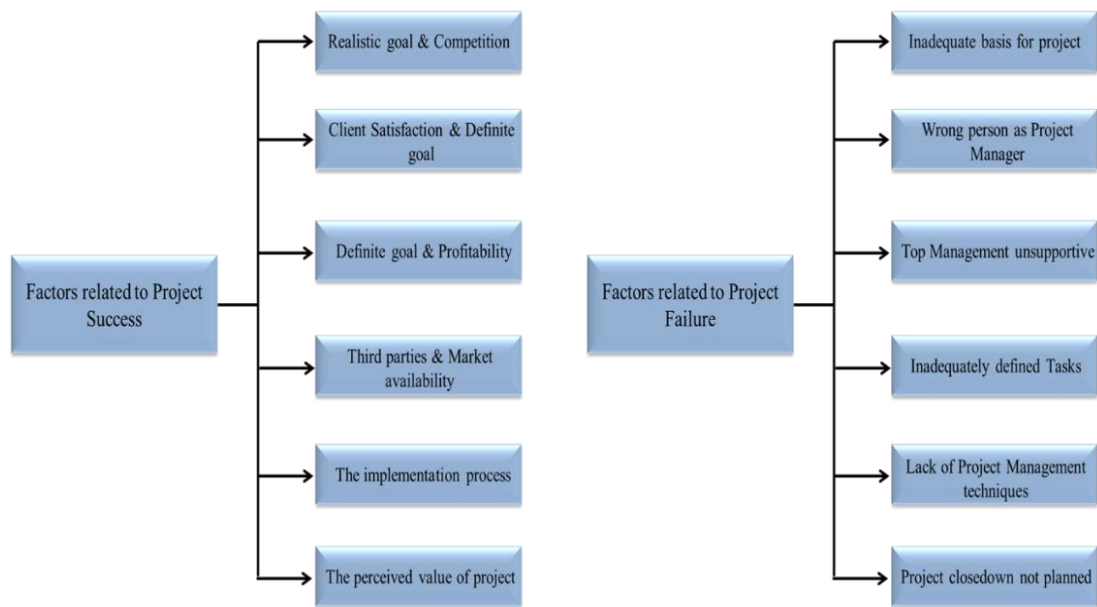 Factors related to Project
Success
Realistic goal & Competition
Client Satisfaction & Definite
goal
Definite goal & Profitability
Third parties & Market
availability
The implementation process
The perceived value of project
Factors related to Project
Failure
Inadequate basis for project
Wrong person as Project
Manager
Top Management unsupportive
Inadequately defined Tasks
Lack of Project Management
techniques
Project closedown not planned